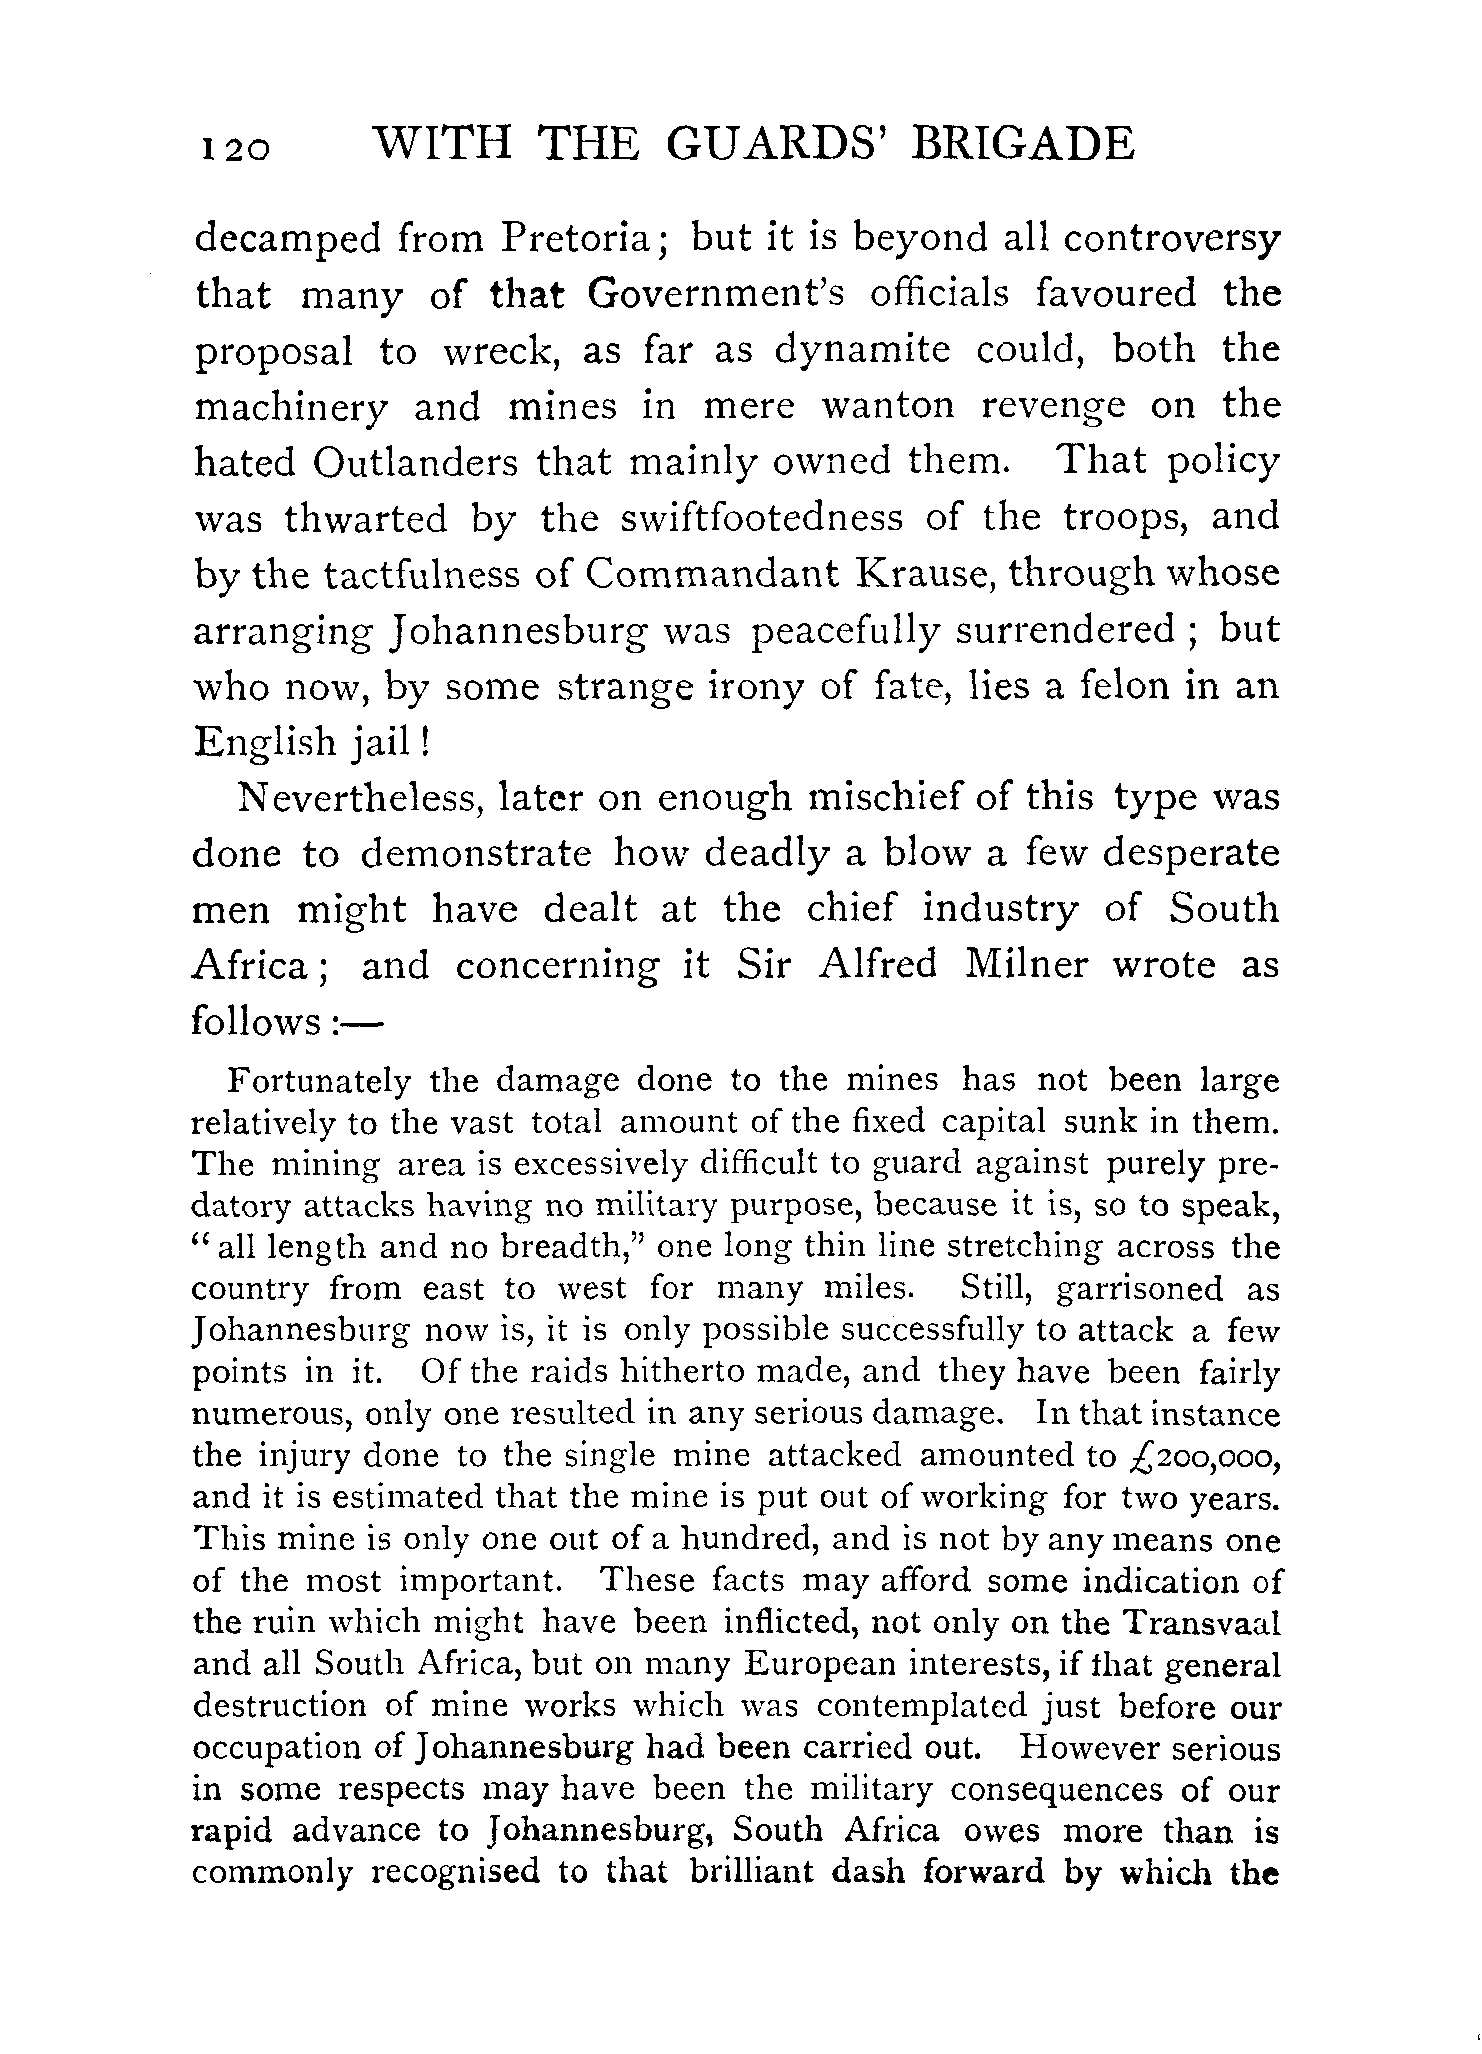 120 WITH THE GUARDS' BRIGADE
decamped from Pretoria; but it is beyond all controversy
that many of that Government's officials favoured the
proposal to wreck, as far as dynamite could, both the
machinery and mines in mere wanton revenge on the
hated Outlanders that mainly owned them. That policy
was thwarted by the swiftfootedness of the troops, and
by the tactfulness of Commandant Krause, through whose
arranging Johannesburg was peacefully surrendered ; but
who now, by some strange irony of fate, lies a felon in an
English jail !
Nevertheless, later on enough mischief of this type was
done to demonstrate how deadly a blow a few desperate
men might have dealt at the chief industry of South
Africa ; and concerning it Sir Alfred Milner wrote as
follows :—
Fortunately the damage done to the mines has not been large
relatively to the vast total amount of the fixed capital sunk in them.
The mining area is excessively difficult to guard against purely pre-
datory attacks having no military purpose, because it is, so to speak,
“ all length and no breadth,” one long thin line stretching across the
country from east to west for many miles. Still, garrisoned as
Johannesburg now is, it is only possible successfully to attack a few
points in it. Of the raids hitherto made, and they have been fairly
numerous, only one resulted in any serious damage. In that instance
the injury done to the single mine attacked amounted to £200,000,
and it is estimated that the mine is put out of working for two years.
This mine is only one out of a hundred, and is not by any means one
of the most important. These facts may afford some indication of
the ruin which might have been inflicted, not only on the Transvaal
and all South Africa, but on many European interests, if that general
destruction of mine works which was contemplated just before our
occupation of Johannesburg had been carried out. However serious
in some respects may have been the military consequences of our
rapid advance to Johannesburg, South Africa owes more than is
commonly recognised to that brilliant dash forward by which the